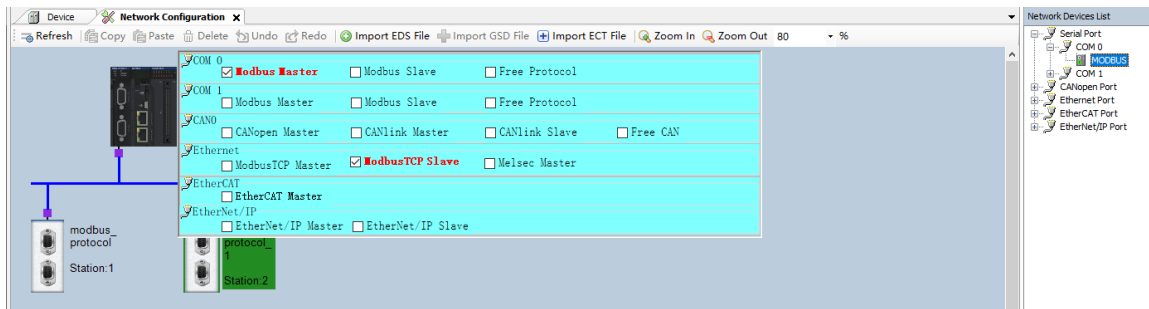 Device Network Configuration x Network Devices List
Refresh Copy Paste Delete Undo Redo Import EDS File Import GSD File Import ECT File Zoom In Zoom Out 80 %
COM 0
Modbus Master Modbus Slave Free Protocol
COM 1
Modbus Master Modbus Slave Free Protocol
CAN0
CANopen Master CANlink Master CANlink Slave Free CAN
Ethernet
ModbusTCP Master ModbusTCP Slave Melsec Master
EtherCAT
EtherCAT Master
EtherNet/IP
EtherNet/IP Master EtherNet/IP Slave
modbus_
protocol
Station:1
protocol_
1
Station:2
Serial Port
COM 0
MODBUS
COM 1
CANopen Port
Ethernet Port
EtherCAT Port
EtherNet/IP Port